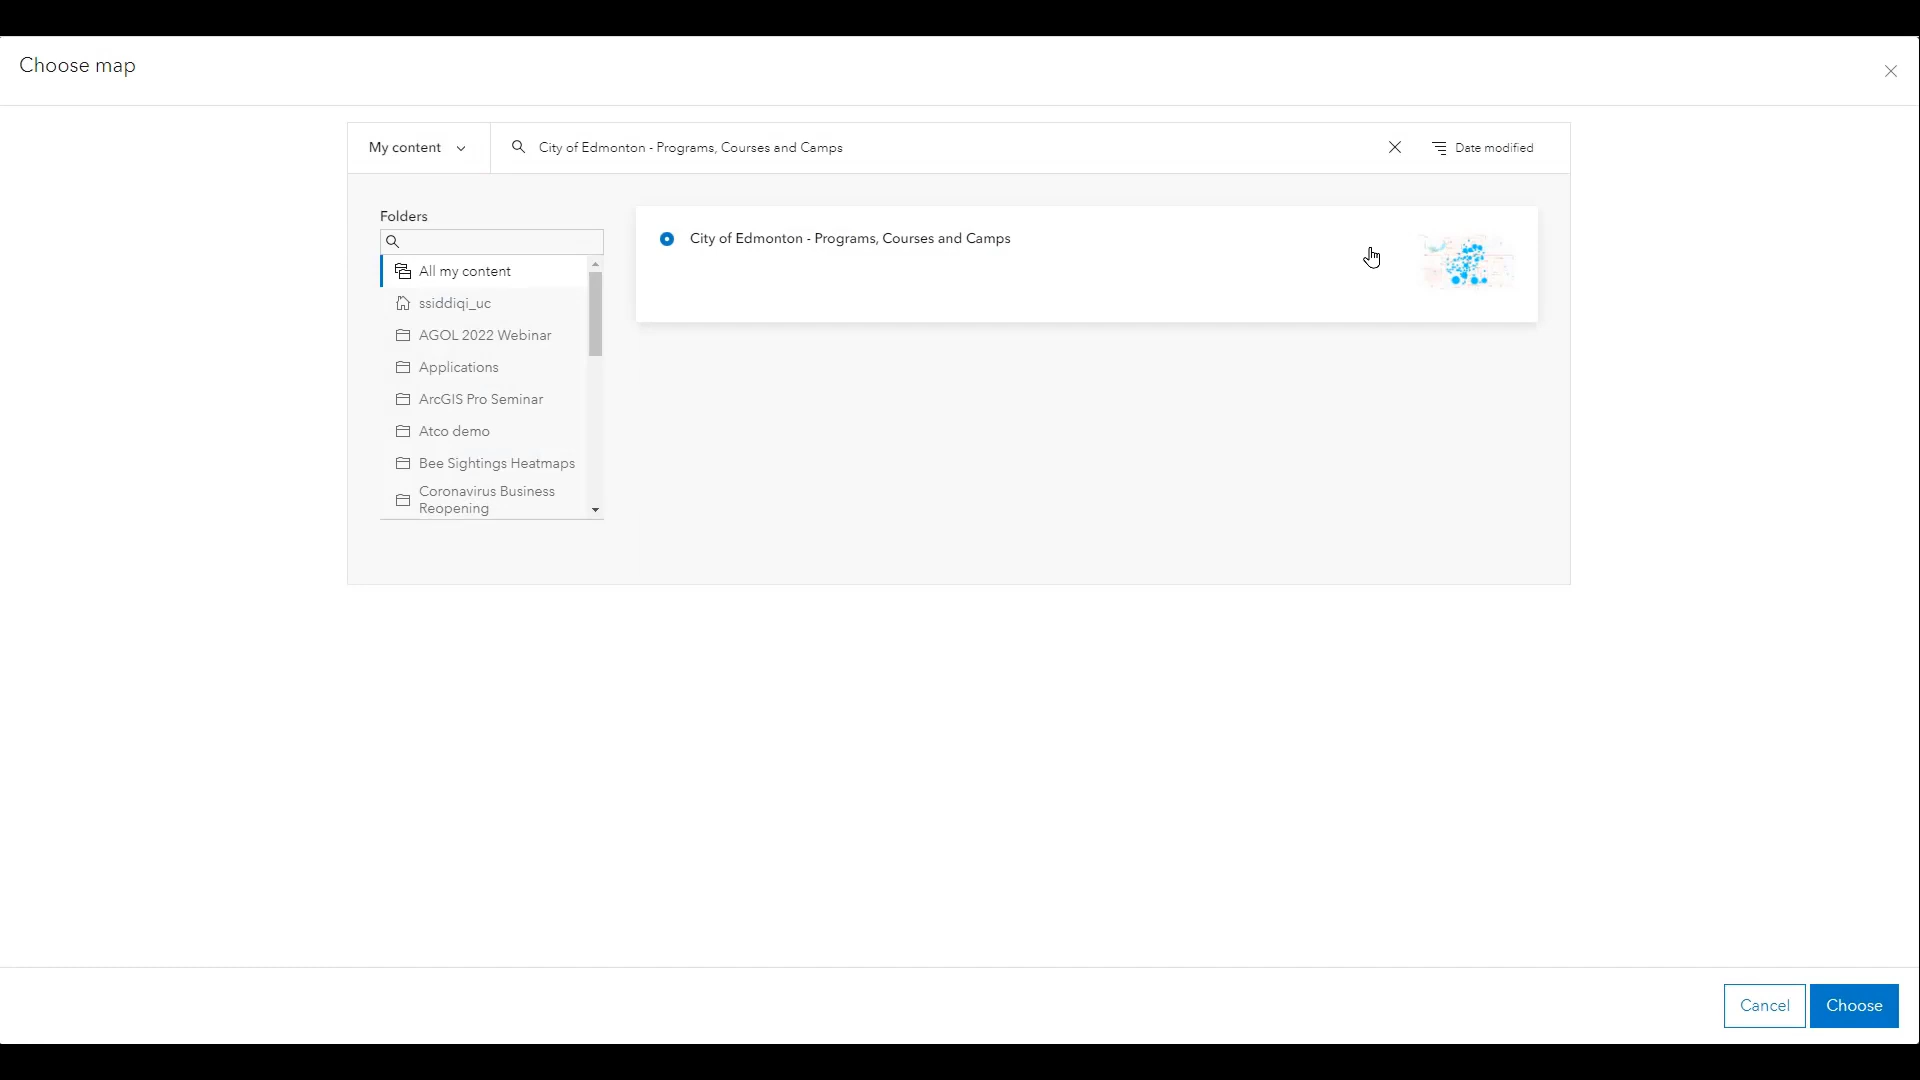 Choose map
My content
City of Edmonton - Programs, Courses and Camps
Date modified
Folders
City of Edmonton - Programs, Courses and Camps
All my content
ssiddiqi_uc
AGOL 2022 Webinar
Applications
ArcGIS Pro Seminar
Atco demo
Bee Sightings Heatmaps
Coronavirus Business
Reopening
Cancel
Choose